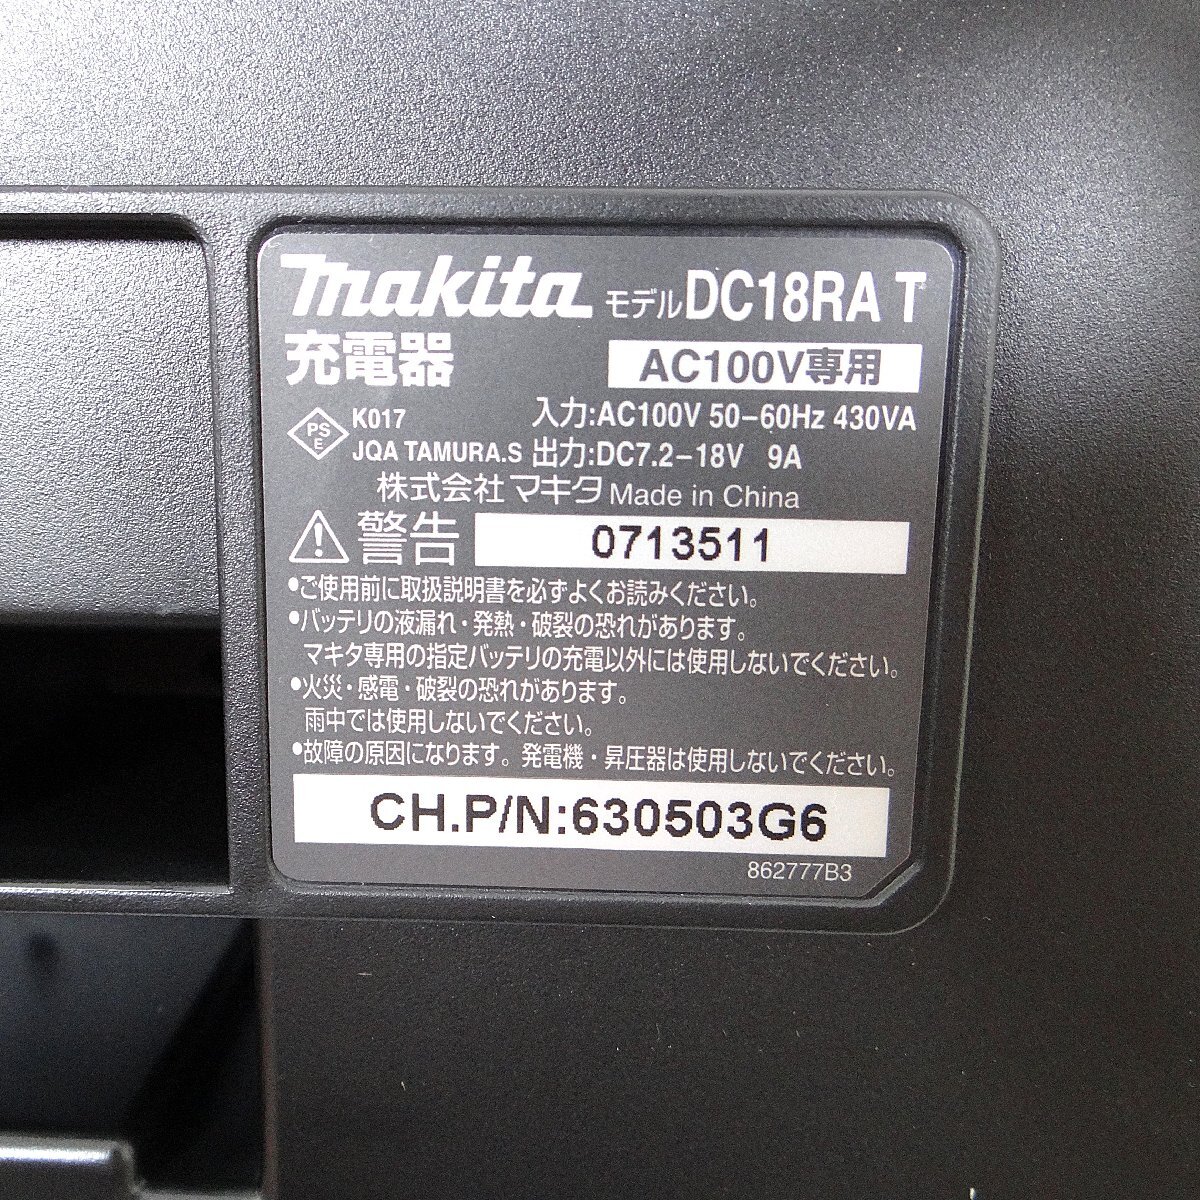 makita モデル DC18RA T
充電器 AC100V専用
PS E K017 入力:AC100V 50-60Hz 430VA
JQA TAMURA.S 出力:DC7.2-18V 9A
株式会社 マキタ Made in China
警告 0713511
•ご使用前に取扱説明書を必ずよくお読みください。
•バッテリの液漏れ・発熱・破裂の恐れがあります。
マキタ専用の指定バッテリの充電以外には使用しないでください。
•火災・感電・破裂の恐れがあります。
雨中では使用しないでください。
•故障の原因になります。発電機・昇圧器は使用しないでください。
CH.P/N:630503G6
862777B3